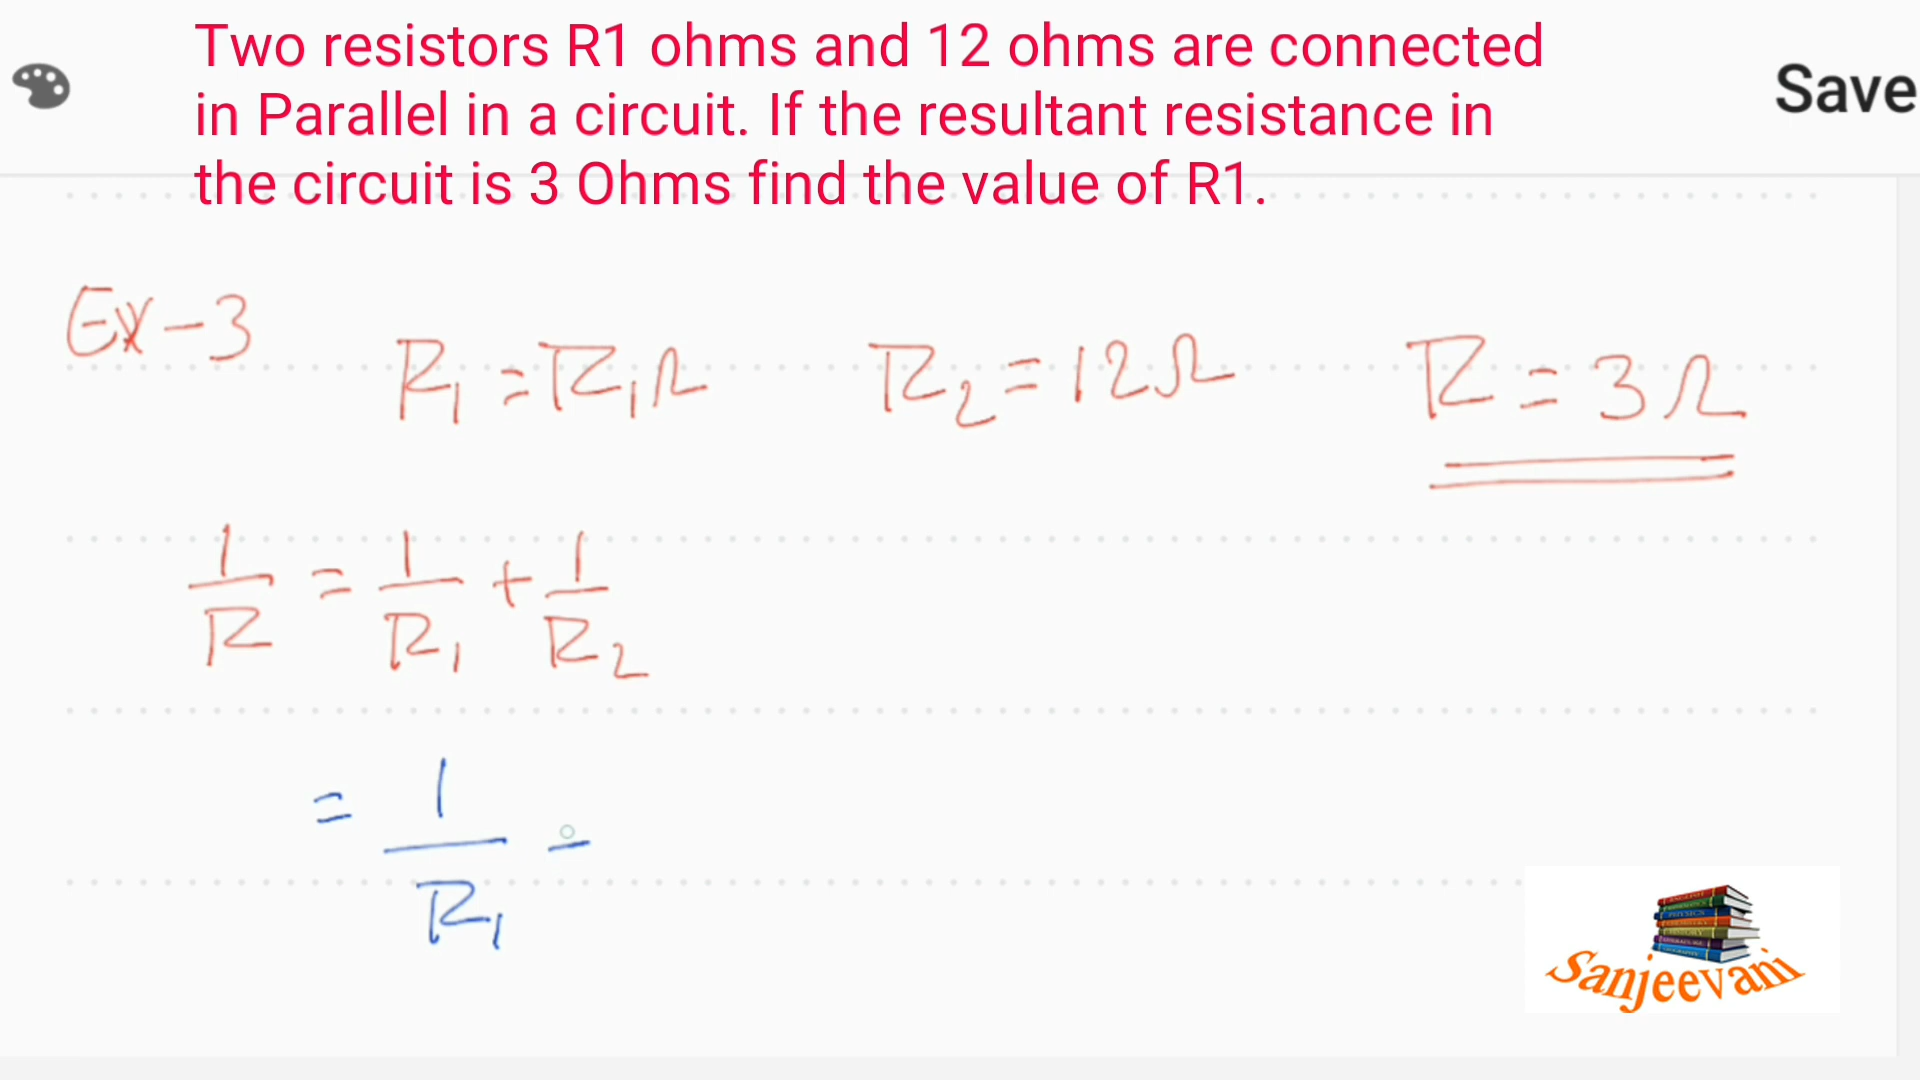 Two resistors R1 ohms and 12 ohms are connected
in Parallel in a circuit. If the resultant resistance in
the circuit is 3 Ohms find the value of R1.
Save
Ex-3
R₁ = R₁Ω R₂ = 12Ω R = 3Ω
1/R = 1/R₁ + 1/R₂
= 1/R₁ -
PHYSICS
Sanjeevani